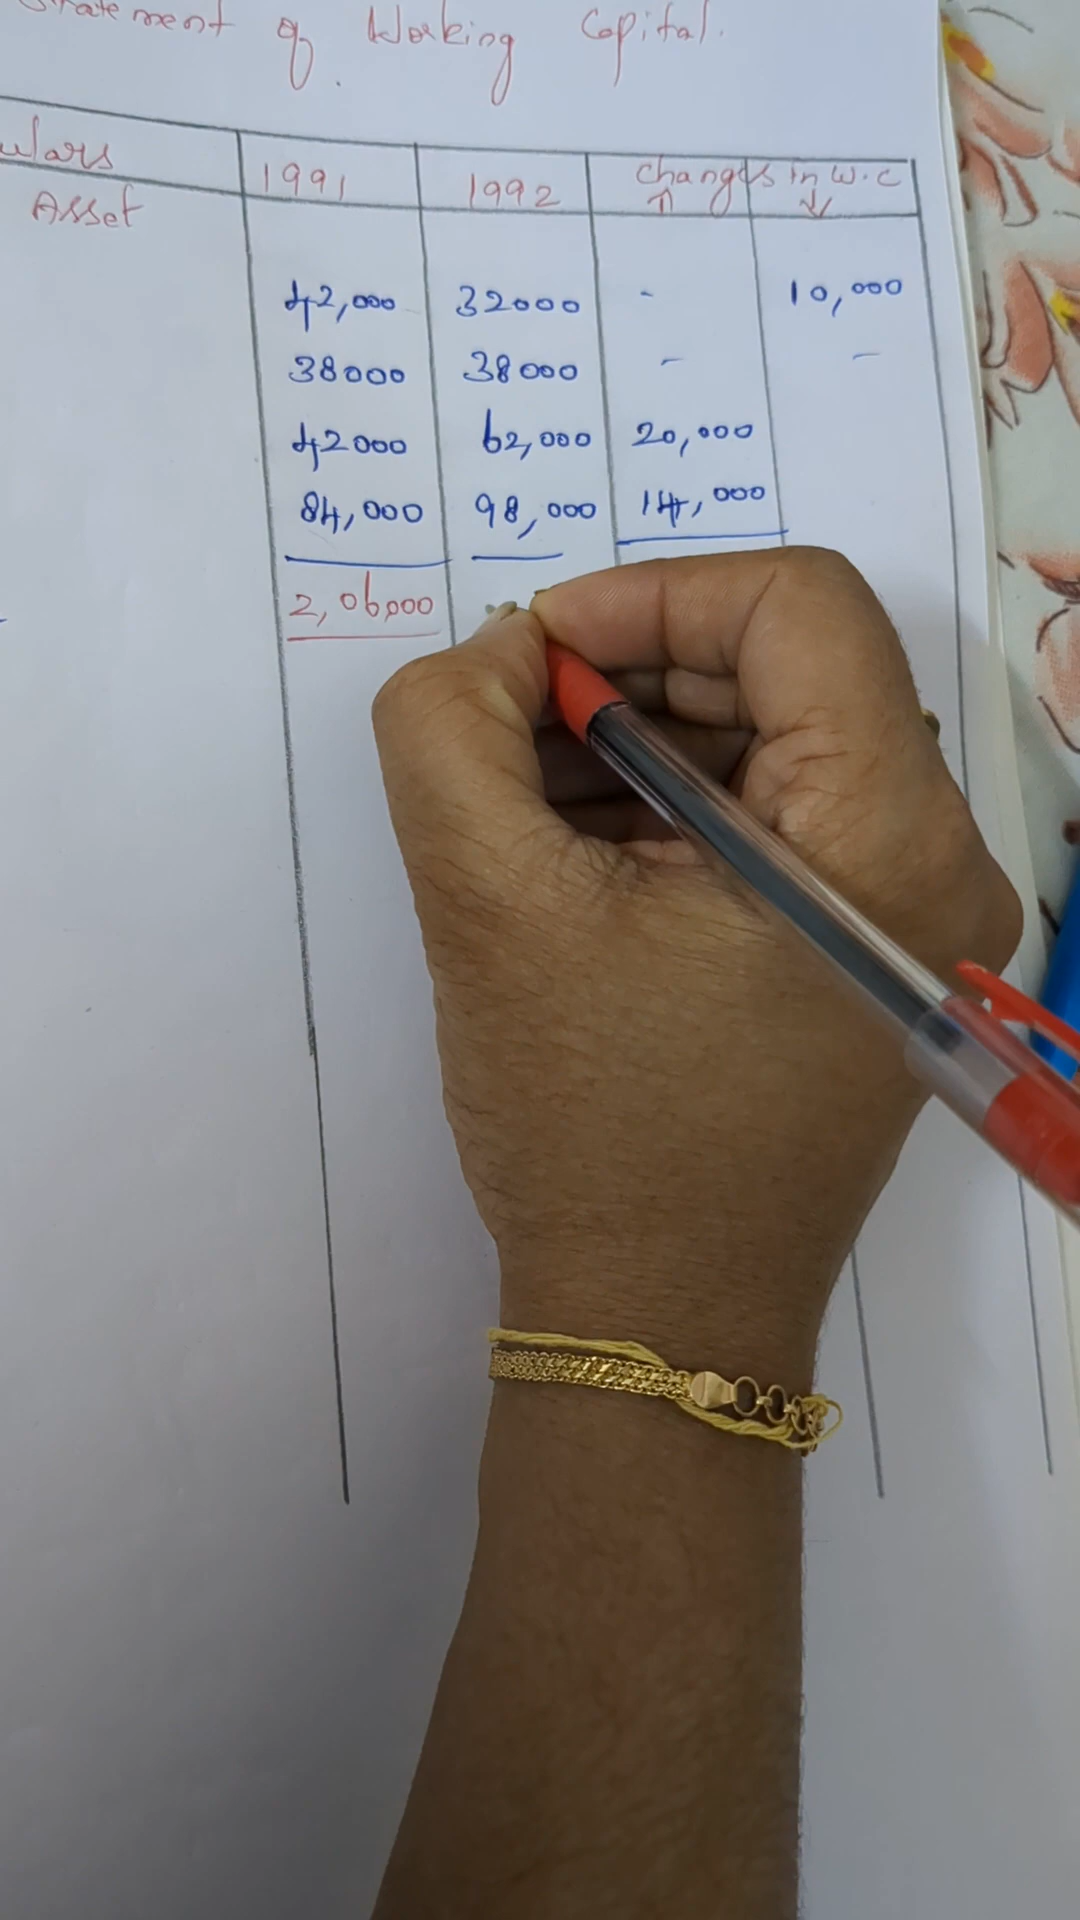 Statement of Working Capital.
ulars 1991 1992 Changes in W.C
Asset ↑ ↓
42,000 32000 - 10,000
38000 38000 - -
42000 62,000 20,000
84,000 98,000 14,000
2,06,000